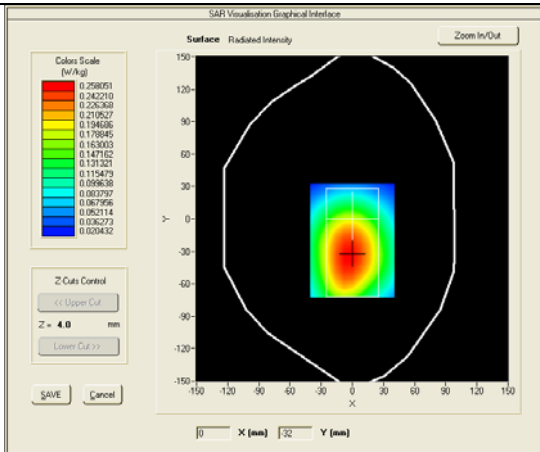 SAR Visualisation Graphical Interface
Surface Radiated Intensity
Zoom In/Out
Colors Scale
(W/kg)
0.258051
0.242210
0.226368
0.210527
0.194686
0.178845
0.163003
0.147162
0.131321
0.115479
0.099638
0.083797
0.067956
0.052114
0.036273
0.020432
150
120
90
60
30
0
-30
-60
-90
-120
-150
Y
-150 -120 -90 -60 -30 0 30 60 90 120 150
X
Z-Cuts Control
<< Upper Cut
Z = 4.0 mm
Lower Cut >>
SAVE Cancel
0 X (mm) -32 Y (mm)